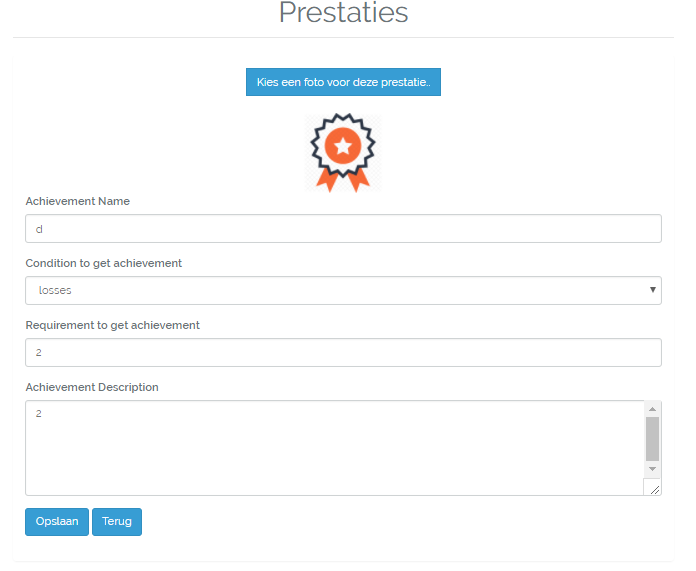 Prestaties
Kies een foto voor deze prestatie..
Achievement Name
d
Condition to get achievement
losses
Requirement to get achievement
2
Achievement Description
2
Opslaan Terug